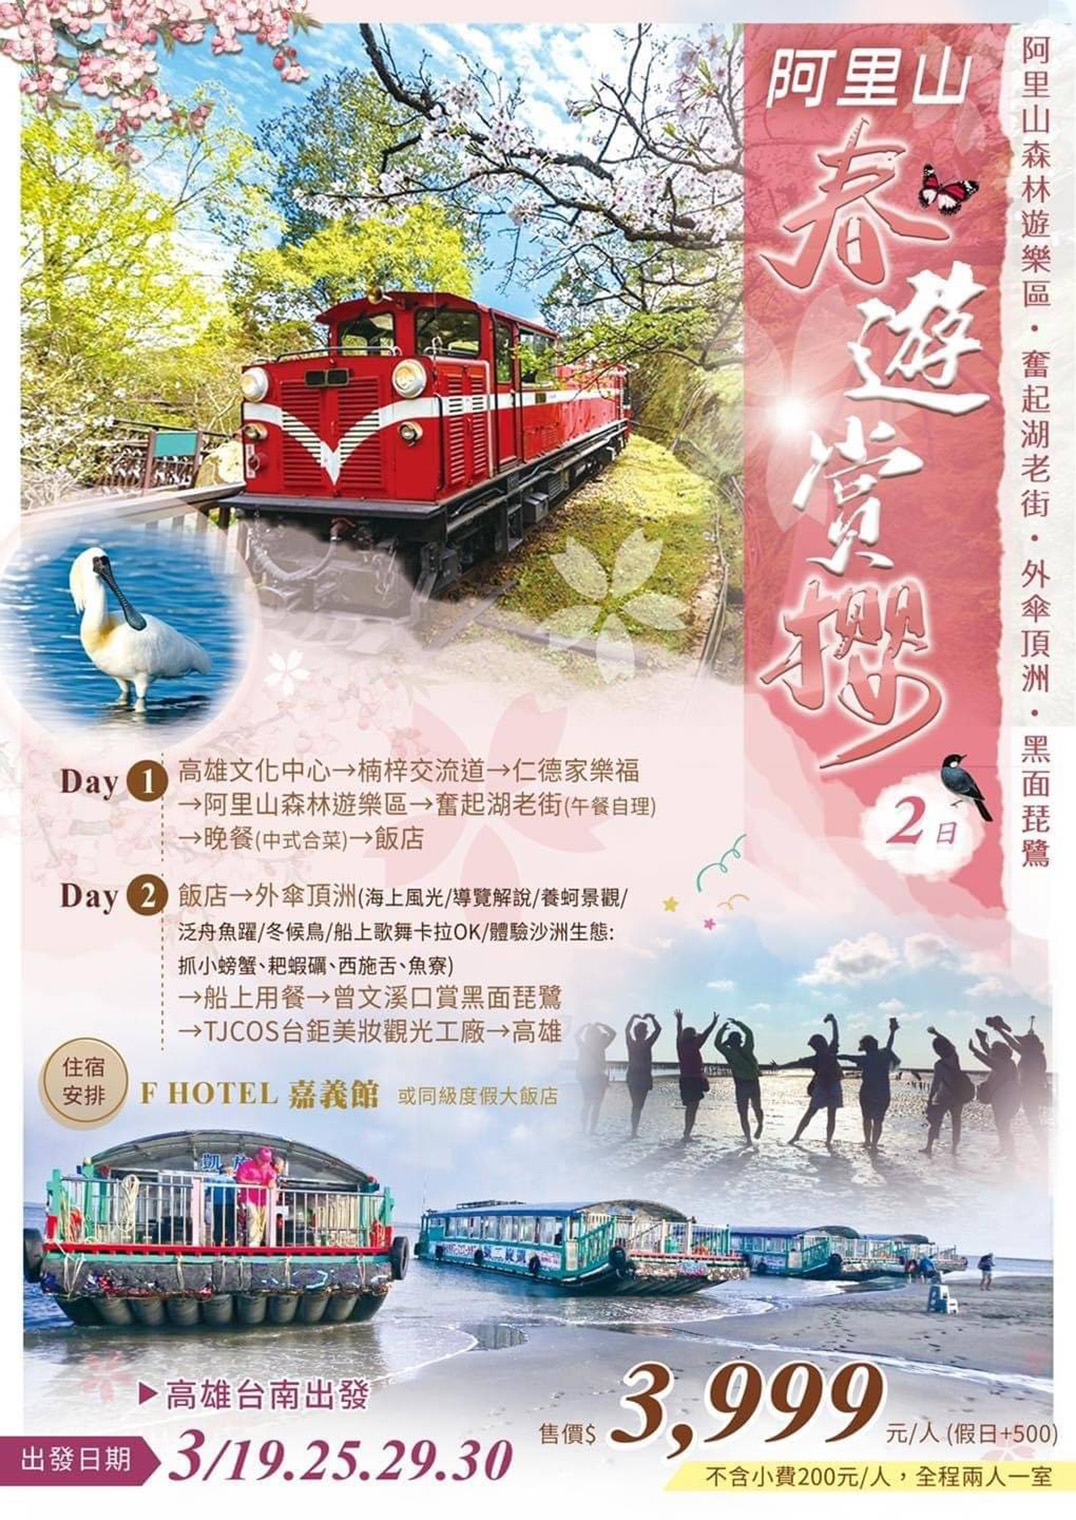 阿里山
春遊賞櫻
2日
阿里山森林遊樂區・奮起湖老街・外傘頂洲・黑面琵鷺
Day 1 高雄文化中心→楠梓交流道→仁德家樂福
→阿里山森林遊樂區→奮起湖老街(午餐自理)
→晚餐(中式合菜)→飯店
Day 2 飯店→外傘頂洲(海上風光/導覽解說/養蚵景觀/
泛舟魚躍/冬候鳥/船上歌舞卡拉OK/體驗沙洲生態:
抓小螃蟹、耙蝦礪、西施舌、魚寮)
→船上用餐→曾文溪口賞黑面琵鷺
→TJCOS台鉅美妝觀光工廠→高雄
住宿
安排
F HOTEL 嘉義館 或同級度假大飯店
▶高雄台南出發
出發日期 3/19.25.29.30
售價$ 3,999 元/人 (假日+500)
不含小費200元/人，全程兩人一室